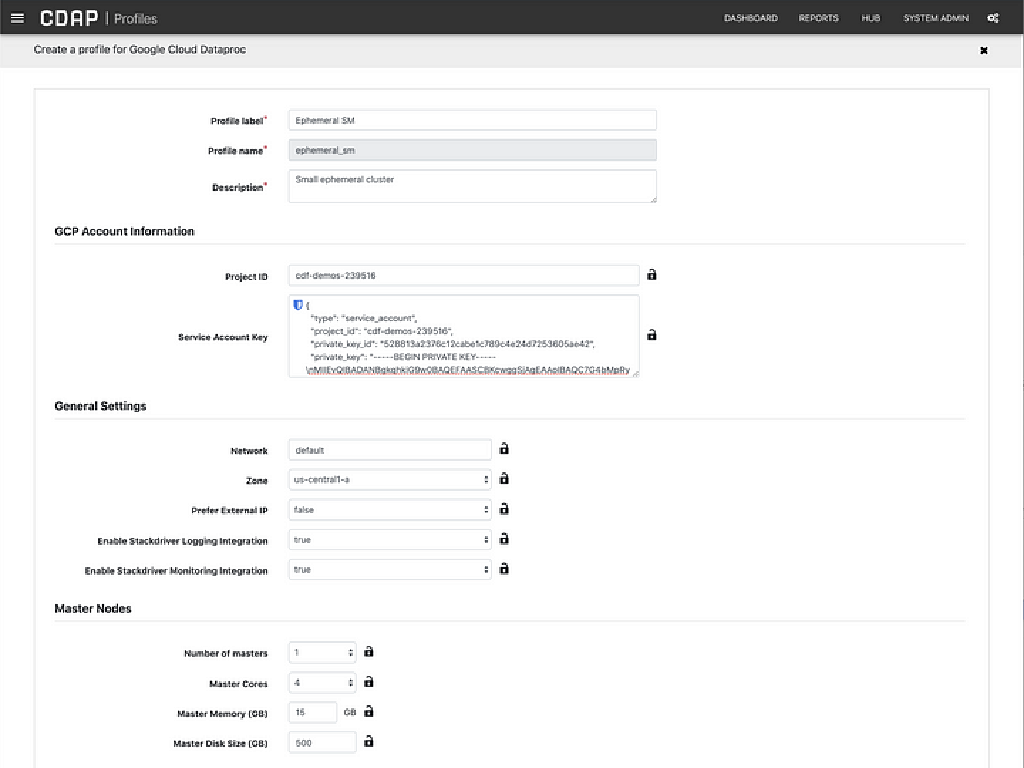 CDAP | Profiles
DASHBOARD REPORTS HUB SYSTEM ADMIN
Create a profile for Google Cloud Dataproc
Profile label* Ephemeral SM
Profile name* ephemeral_sm
Description* Small ephemeral cluster
GCP Account Information
Project ID cdf-demos-239516
Service Account Key {
"type": "service_account",
"project_id": "cdf-demos-239516",
"private_key_id": "528813a2376c12cabe1c789c4e24d7253605ae42",
"private_key": "-----BEGIN PRIVATE KEY-----
General Settings
Network default
Zone us-central1-a
Prefer External IP false
Enable Stackdriver Logging Integration true
Enable Stackdriver Monitoring Integration true
Master Nodes
Number of masters 1
Master Cores 4
Master Memory (GB) 15 GB
Master Disk Size (GB) 500